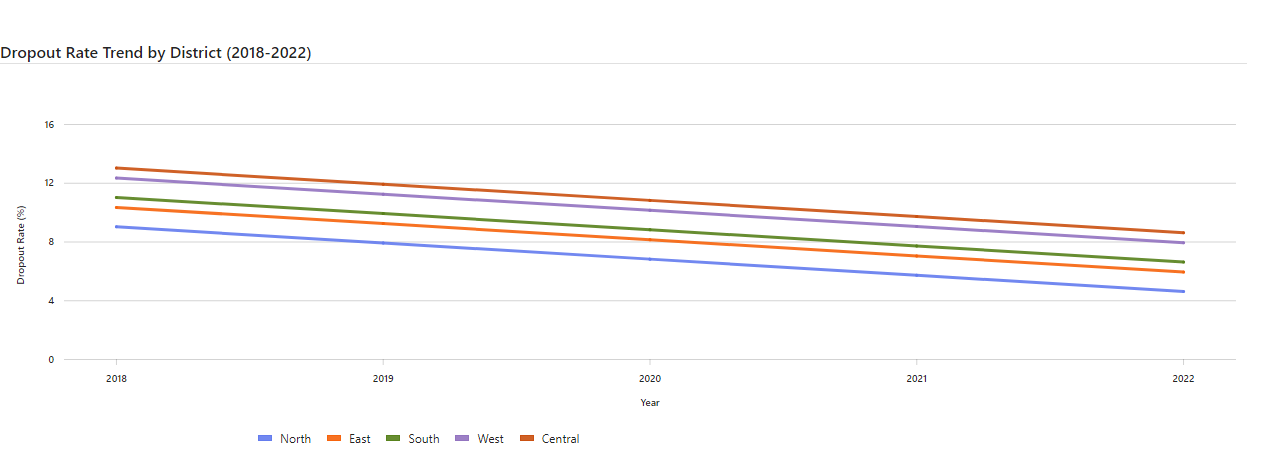 Dropout Rate Trend by District (2018-2022)
16
12
8
4
0
Dropout Rate (%)
2018 2019 2020 2021 2022
Year
North East South West Central